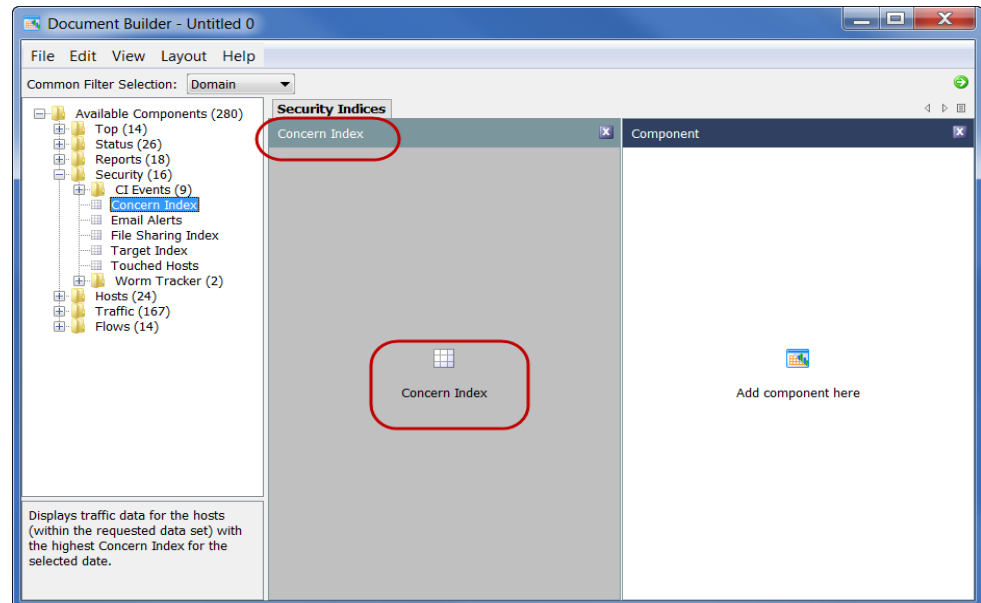 Document Builder - Untitled 0
File Edit View Layout Help
Common Filter Selection: Domain
Available Components (280)
Top (14)
Status (26)
Reports (18)
Security (16)
CI Events (9)
Concern Index
Email Alerts
File Sharing Index
Target Index
Touched Hosts
Worm Tracker (2)
Hosts (24)
Traffic (167)
Flows (14)
Displays traffic data for the hosts
(within the requested data set) with
the highest Concern Index for the
selected date.
Security Indices
Concern Index
Concern Index
Component
Add component here